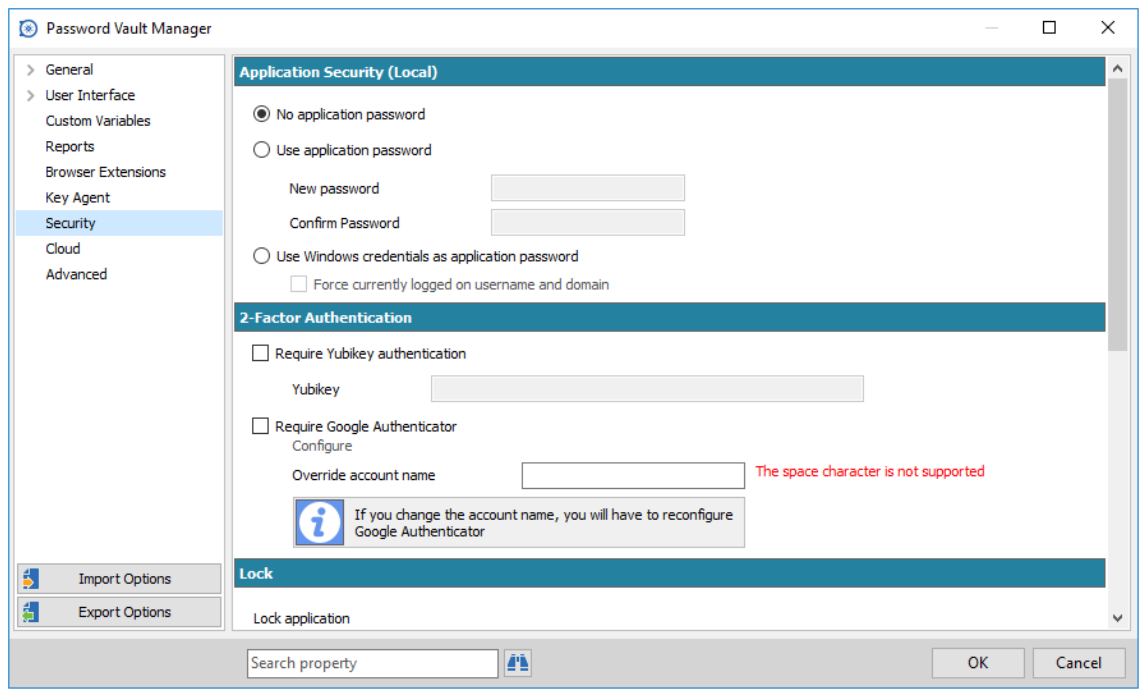 Password Vault Manager
General
User Interface
Custom Variables
Reports
Browser Extensions
Key Agent
Security
Cloud
Advanced
Import Options
Export Options
Application Security (Local)
No application password
Use application password
New password
Confirm Password
Use Windows credentials as application password
Force currently logged on username and domain
2-Factor Authentication
Require Yubikey authentication
Yubikey
Require Google Authenticator
Configure
Override account name
The space character is not supported
If you change the account name, you will have to reconfigure
Google Authenticator
Lock
Lock application
Search property
OK
Cancel